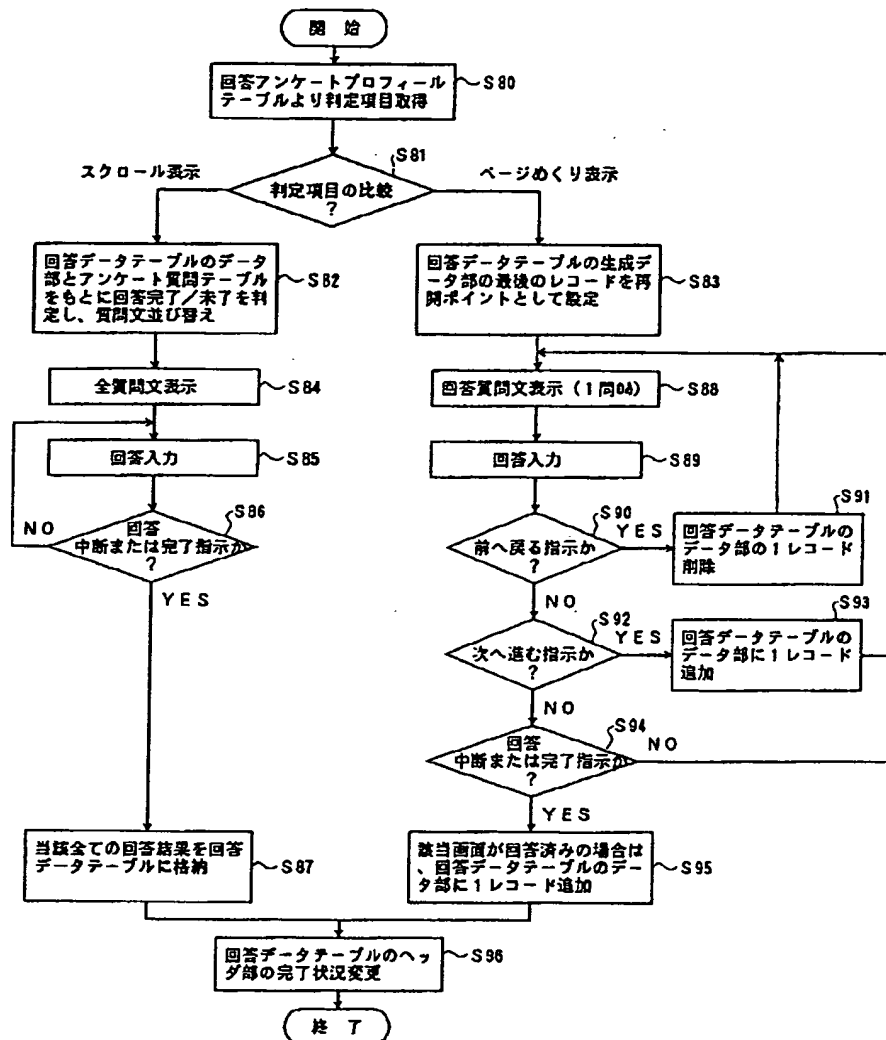 開 始
回答アンケートプロフィール
テーブルより判定項目取得
S80
S81
スクロール表示
ページめくり表示
判定項目の比較
?
回答データテーブルのデータ
部とアンケート質問テーブル
をもとに回答完了/未了を判
定し、質問文並び替え
S82
回答データテーブルの生成デ
ータ部の最後のレコードを再
開ポイントとして設定
S83
全質問文表示
S84
回答質問文表示(1問
S88
回答入力
S85
回答入力
S89
S86
回答
中断または完了指示か
?
NO
YES
S90
前へ戻る指示か
?
YES
NO
S91
回答データテーブルの
データ部の1レコード
削除
S92
次へ進む指示か
?
YES
NO
S93
回答データテーブルの
データ部に1レコード
追加
S94
回答
中断または完了指示か
?
NO
YES
当該全ての回答結果を回答
データテーブルに格納
S87
該当画面が回答済みの場合は
、回答データテーブルのデー
タ部に1レコード追加
S95
回答データテーブルのヘッ
ダ部の完了状況変更
S96
終 了